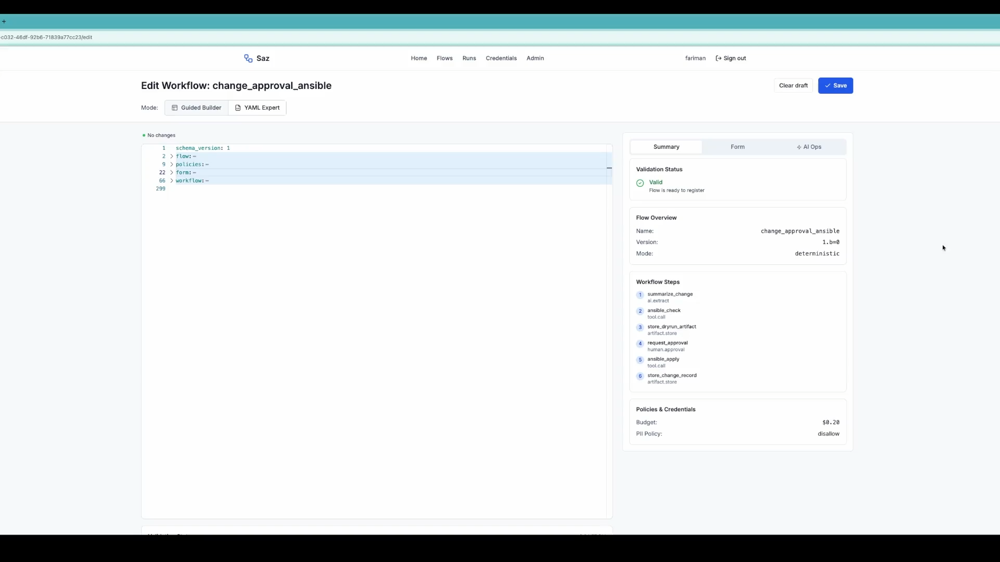 +
-c032-46df-92b6-71839a77cc23/edit
Saz
Home Flows Runs Credentials Admin
fariman Sign out
Edit Workflow: change_approval_ansible
Clear draft Save
Mode: Guided Builder YAML Expert
No changes
1 schema_version: 1
2 flow:
9 policies:
22 form:
66 workflow:
299
Summary Form AI Ops
Validation Status
Valid
Flow is ready to register
Flow Overview
Name: change_approval_ansible
Version: 1.b=0
Mode: deterministic
Workflow Steps
1 summarize_change
ai.extract
2 ansible_check
tool.call
3 store_dryrun_artifact
artifact.store
4 request_approval
human.approval
5 ansible_apply
tool.call
6 store_change_record
artifact.store
Policies & Credentials
Budget: $0.20
PII Policy: disallow